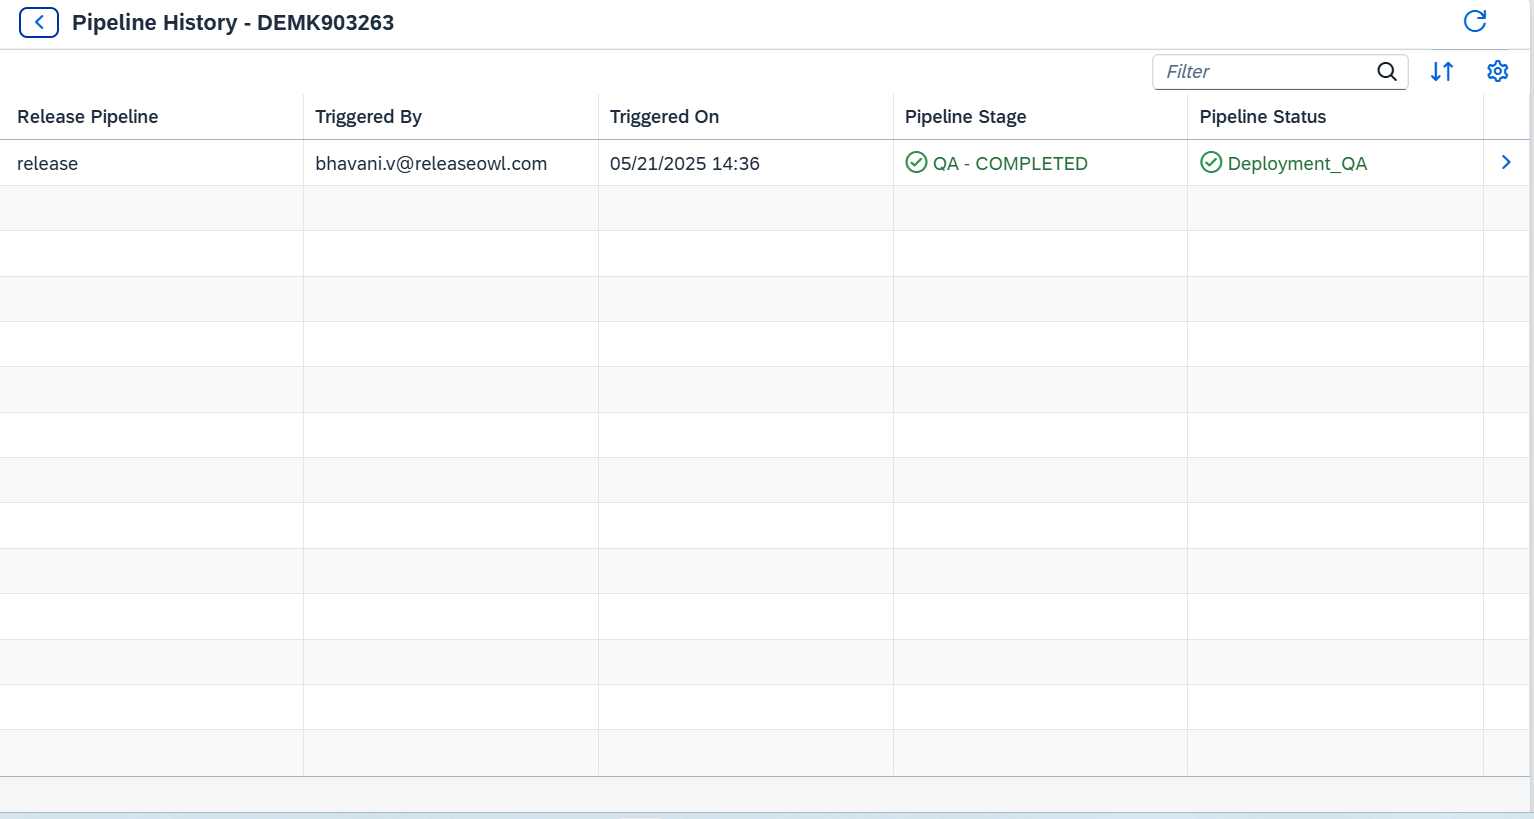 Pipeline History - DEMK903263
Filter
Release Pipeline Triggered By Triggered On Pipeline Stage Pipeline Status
release bhavani.v@releaseowl.com 05/21/2025 14:36 QA - COMPLETED Deployment_QA